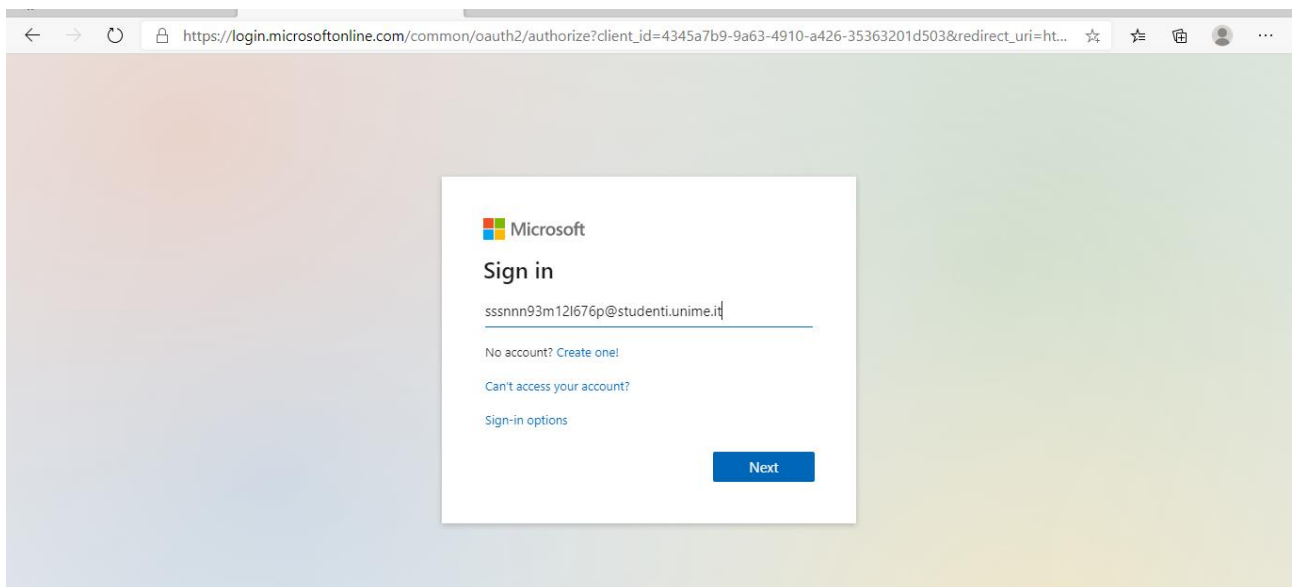 https://login.microsoftonline.com/common/oauth2/authorize?client_id=4345a7b9-9a63-4910-a426-35363201d503&redirect_uri=ht...
Microsoft
Sign in
sssnnn93m12l676p@studenti.unime.it
No account? Create one!
Can't access your account?
Sign-in options
Next